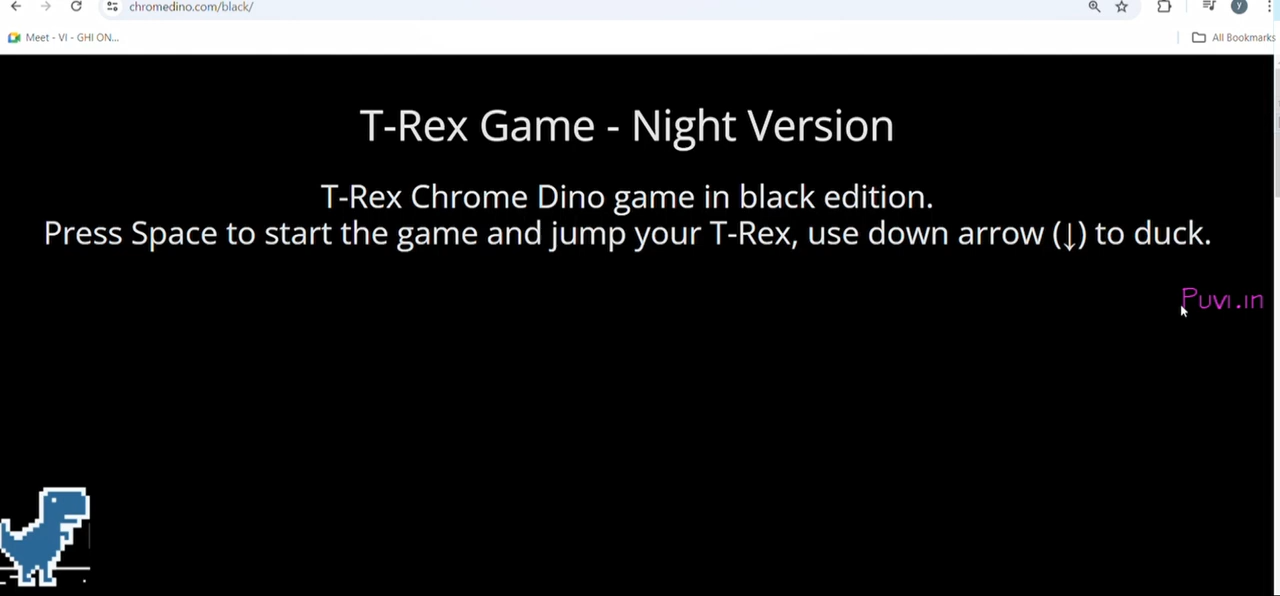 chromedino.com/black/
Meet - VI - GHI ON...
All Bookmarks
T-Rex Game - Night Version
T-Rex Chrome Dino game in black edition.
Press Space to start the game and jump your T-Rex, use down arrow (↓) to duck.
Puvi.in